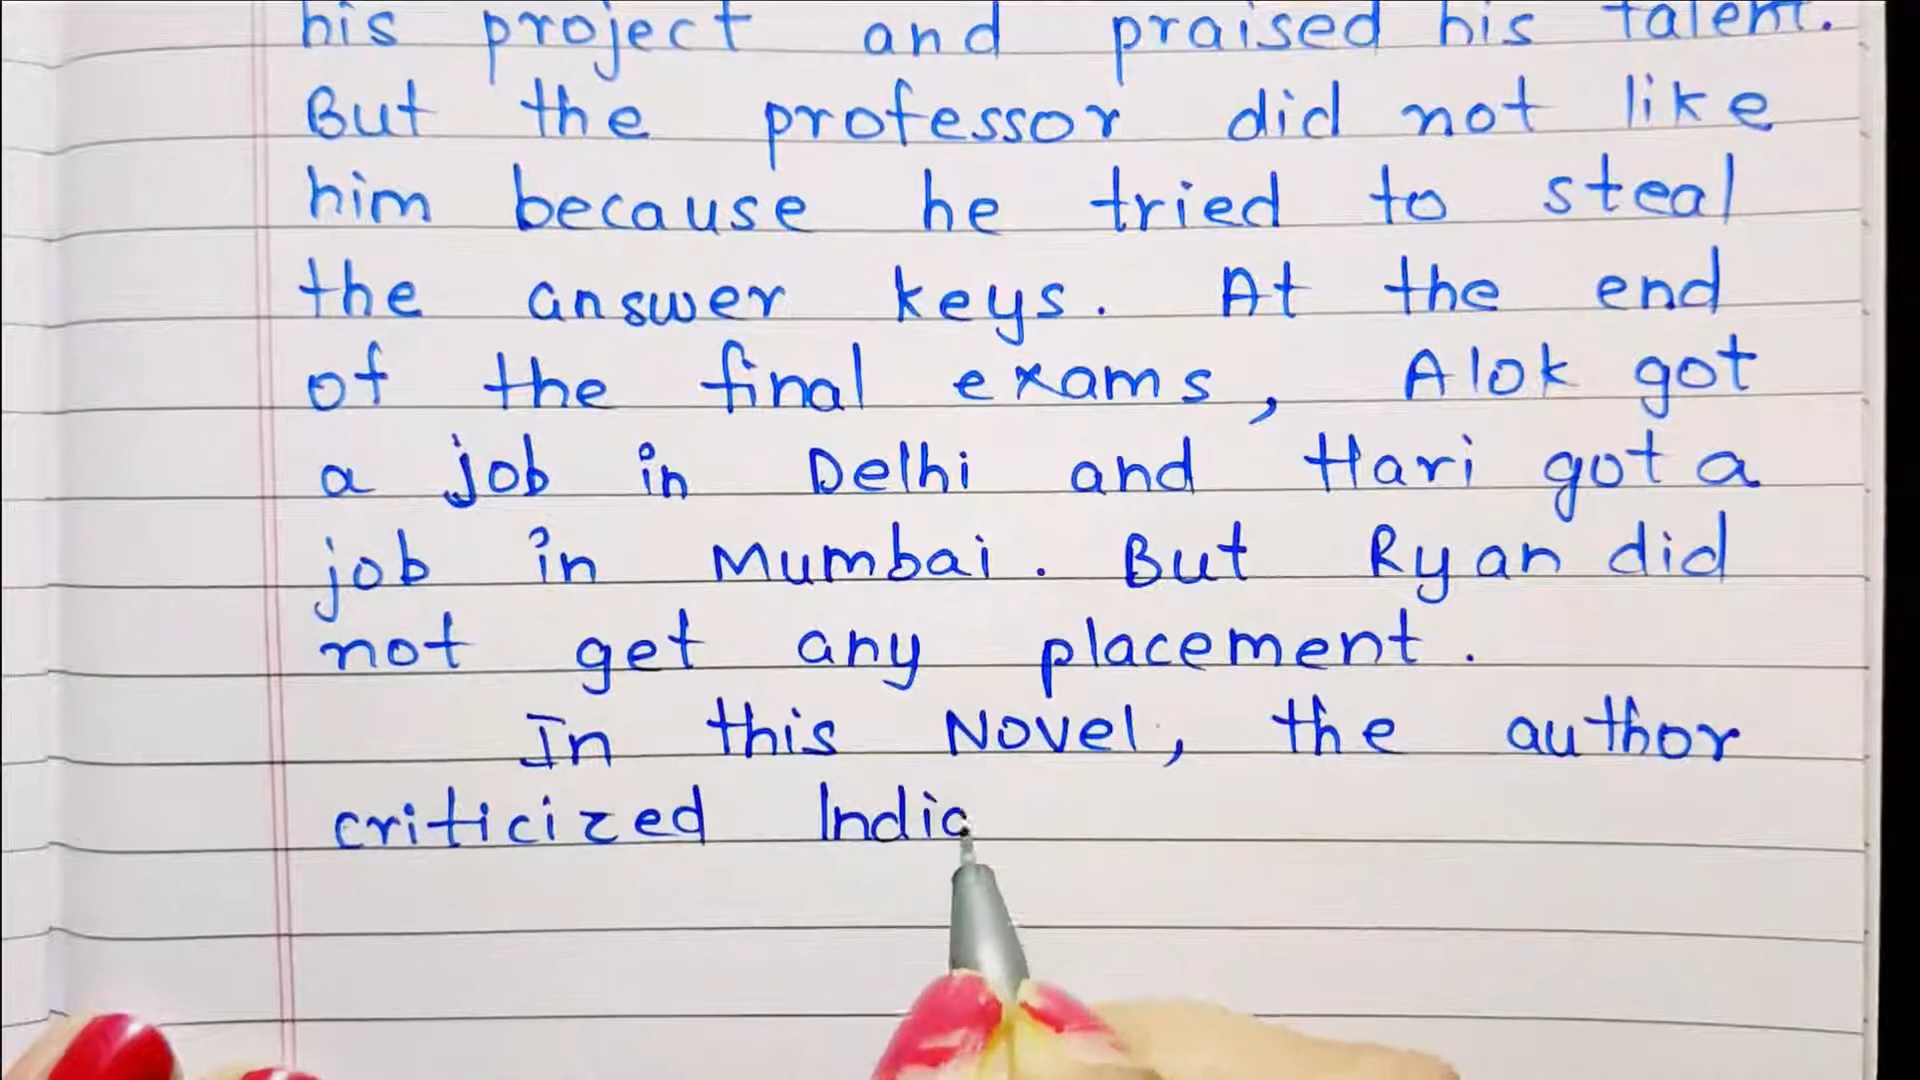 his project and praised his talent.
But the professor did not like
him because he tried to steal
the answer keys. At the end
of the final exams, Alok got
a job in Delhi and Hari got a
job in Mumbai. But Ryan did
not get any placement.
In this Novel, the author
criticized India